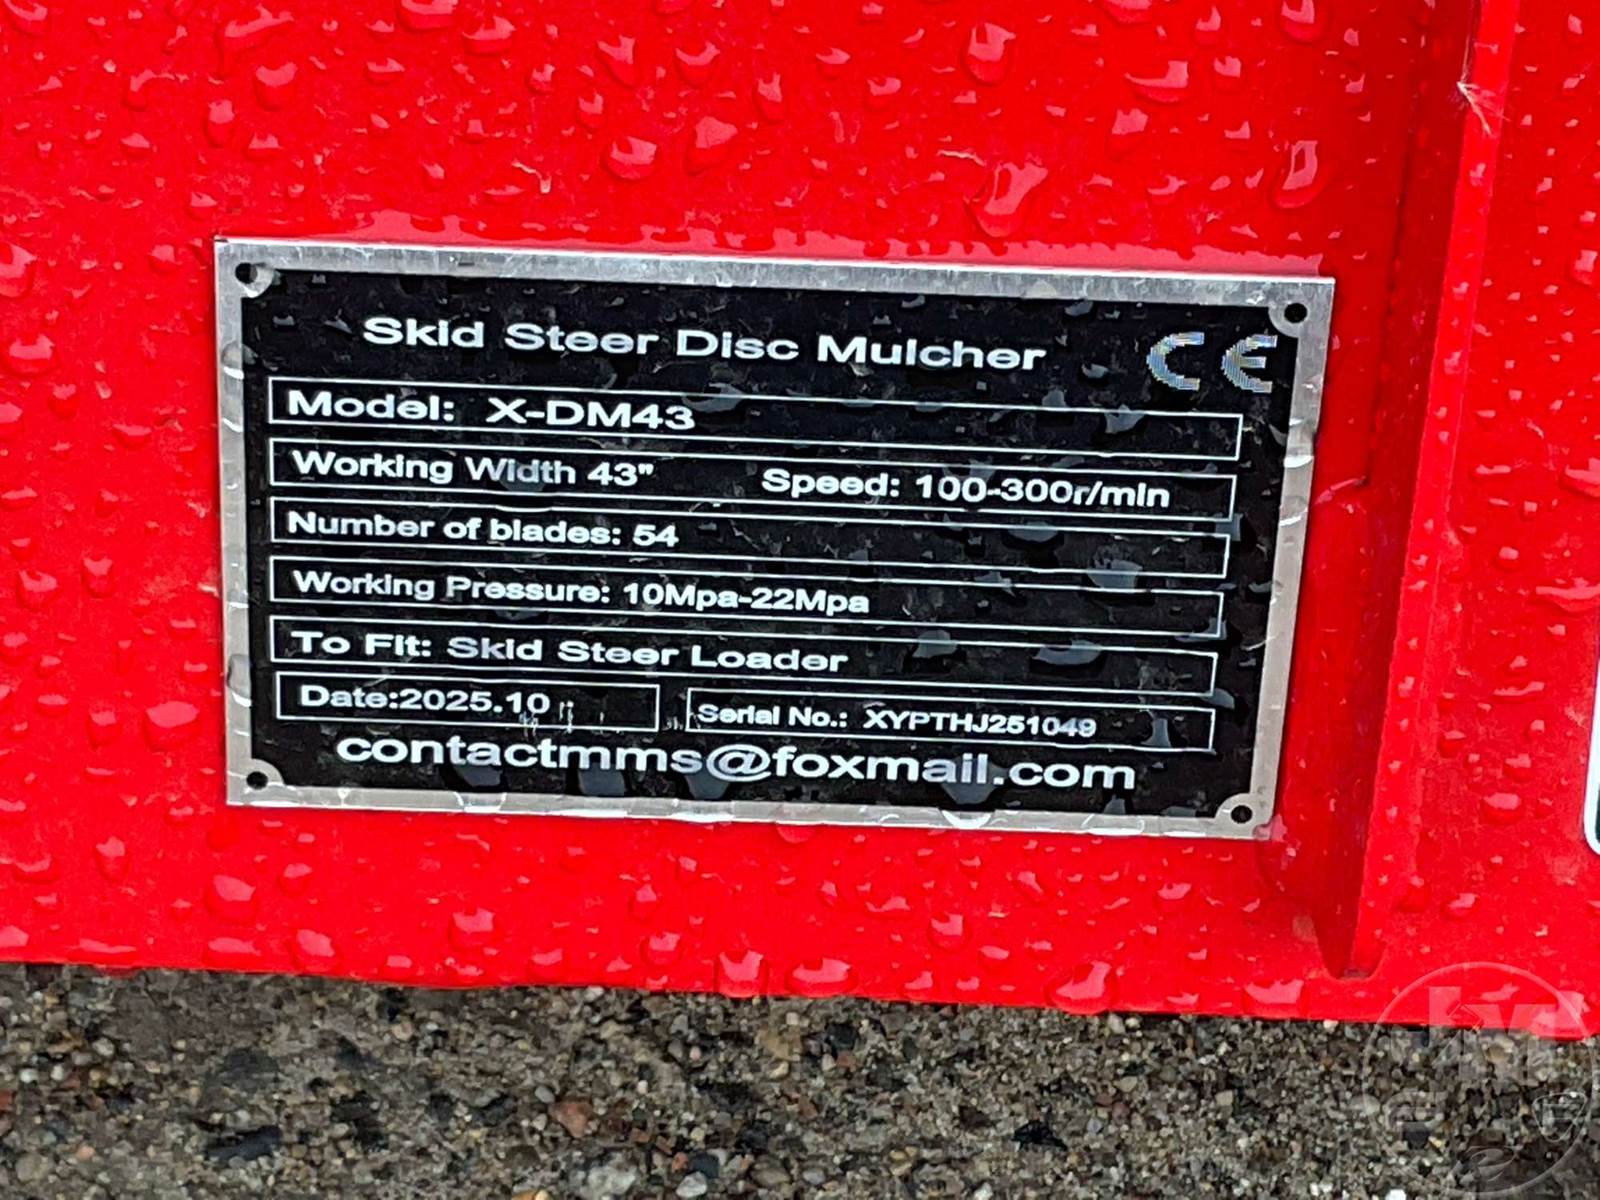 Skid Steer Disc Mulcher CE
Model: X-DM43
Working Width 43" Speed: 100-300r/min
Number of blades: 54
Working Pressure: 10Mpa-22Mpa
To Fit: Skid Steer Loader
Date:2025.10 Serial No.: XYPTHJ251049
contactmms@foxmail.com